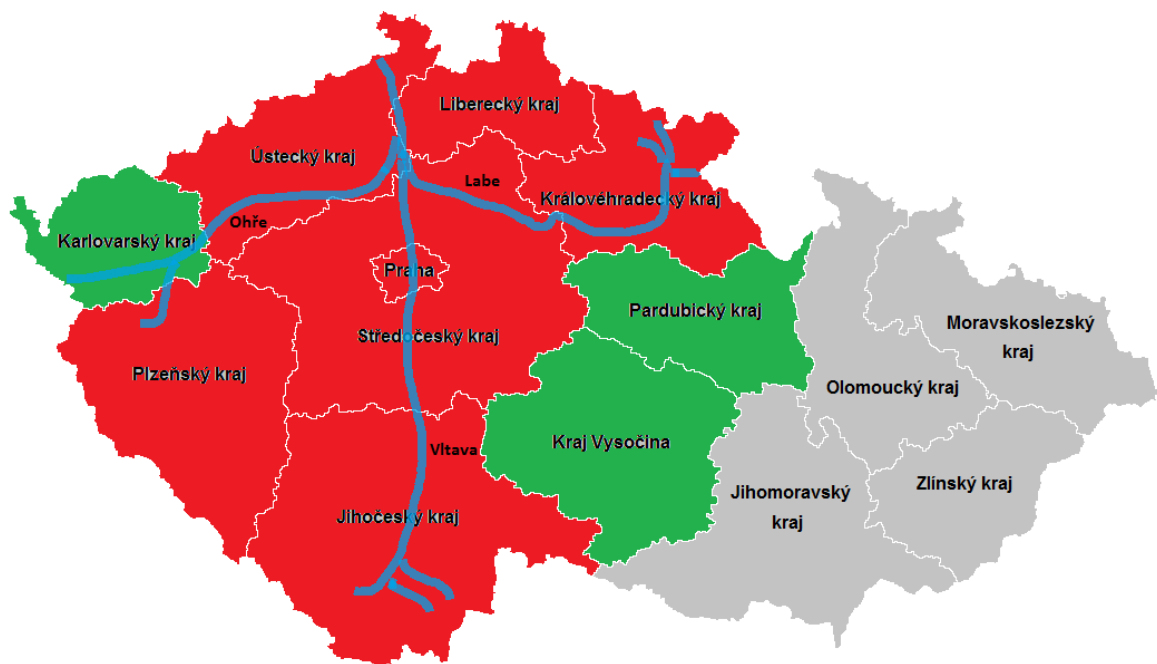 Liberecký kraj
Ústecký kraj
Labe
Královéhradecký kraj
Ohře
Karlovarský kraj
Praha
Pardubický kraj
Středočeský kraj
Moravskoslezský
kraj
Plzeňský kraj
Olomoucký kraj
Vltava
Kraj Vysočina
Zlínský kraj
Jihomoravský
kraj
Jihočeský kraj